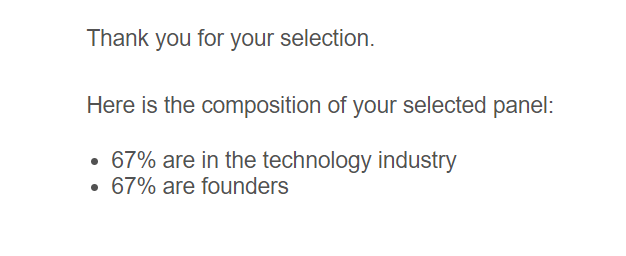 Thank you for your selection.
Here is the composition of your selected panel:
• 67% are in the technology industry
• 67% are founders